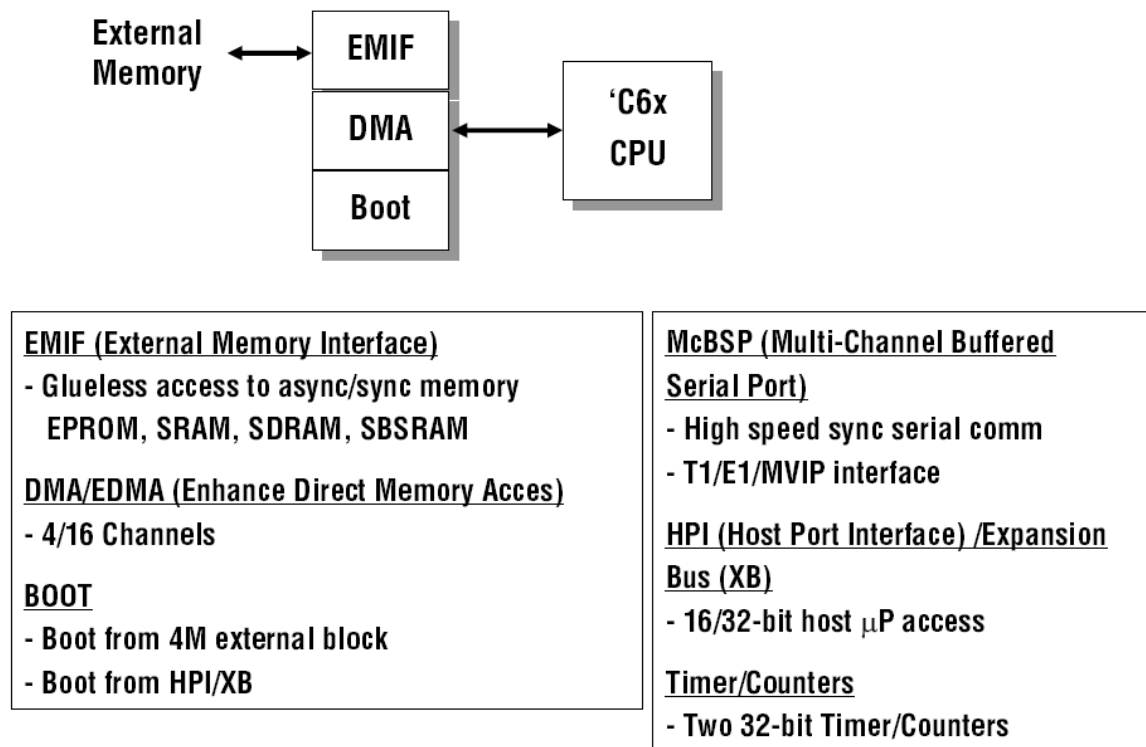 External
Memory
EMIF
DMA
Boot
‘C6x
CPU
EMIF (External Memory Interface)
- Glueless access to async/sync memory
EPROM, SRAM, SDRAM, SBSRAM
DMA/EDMA (Enhance Direct Memory Acces)
- 4/16 Channels
BOOT
- Boot from 4M external block
- Boot from HPI/XB
McBSP (Multi-Channel Buffered
Serial Port)
- High speed sync serial comm
- T1/E1/MVIP interface
HPI (Host Port Interface) /Expansion
Bus (XB)
- 16/32-bit host μP access
Timer/Counters
- Two 32-bit Timer/Counters